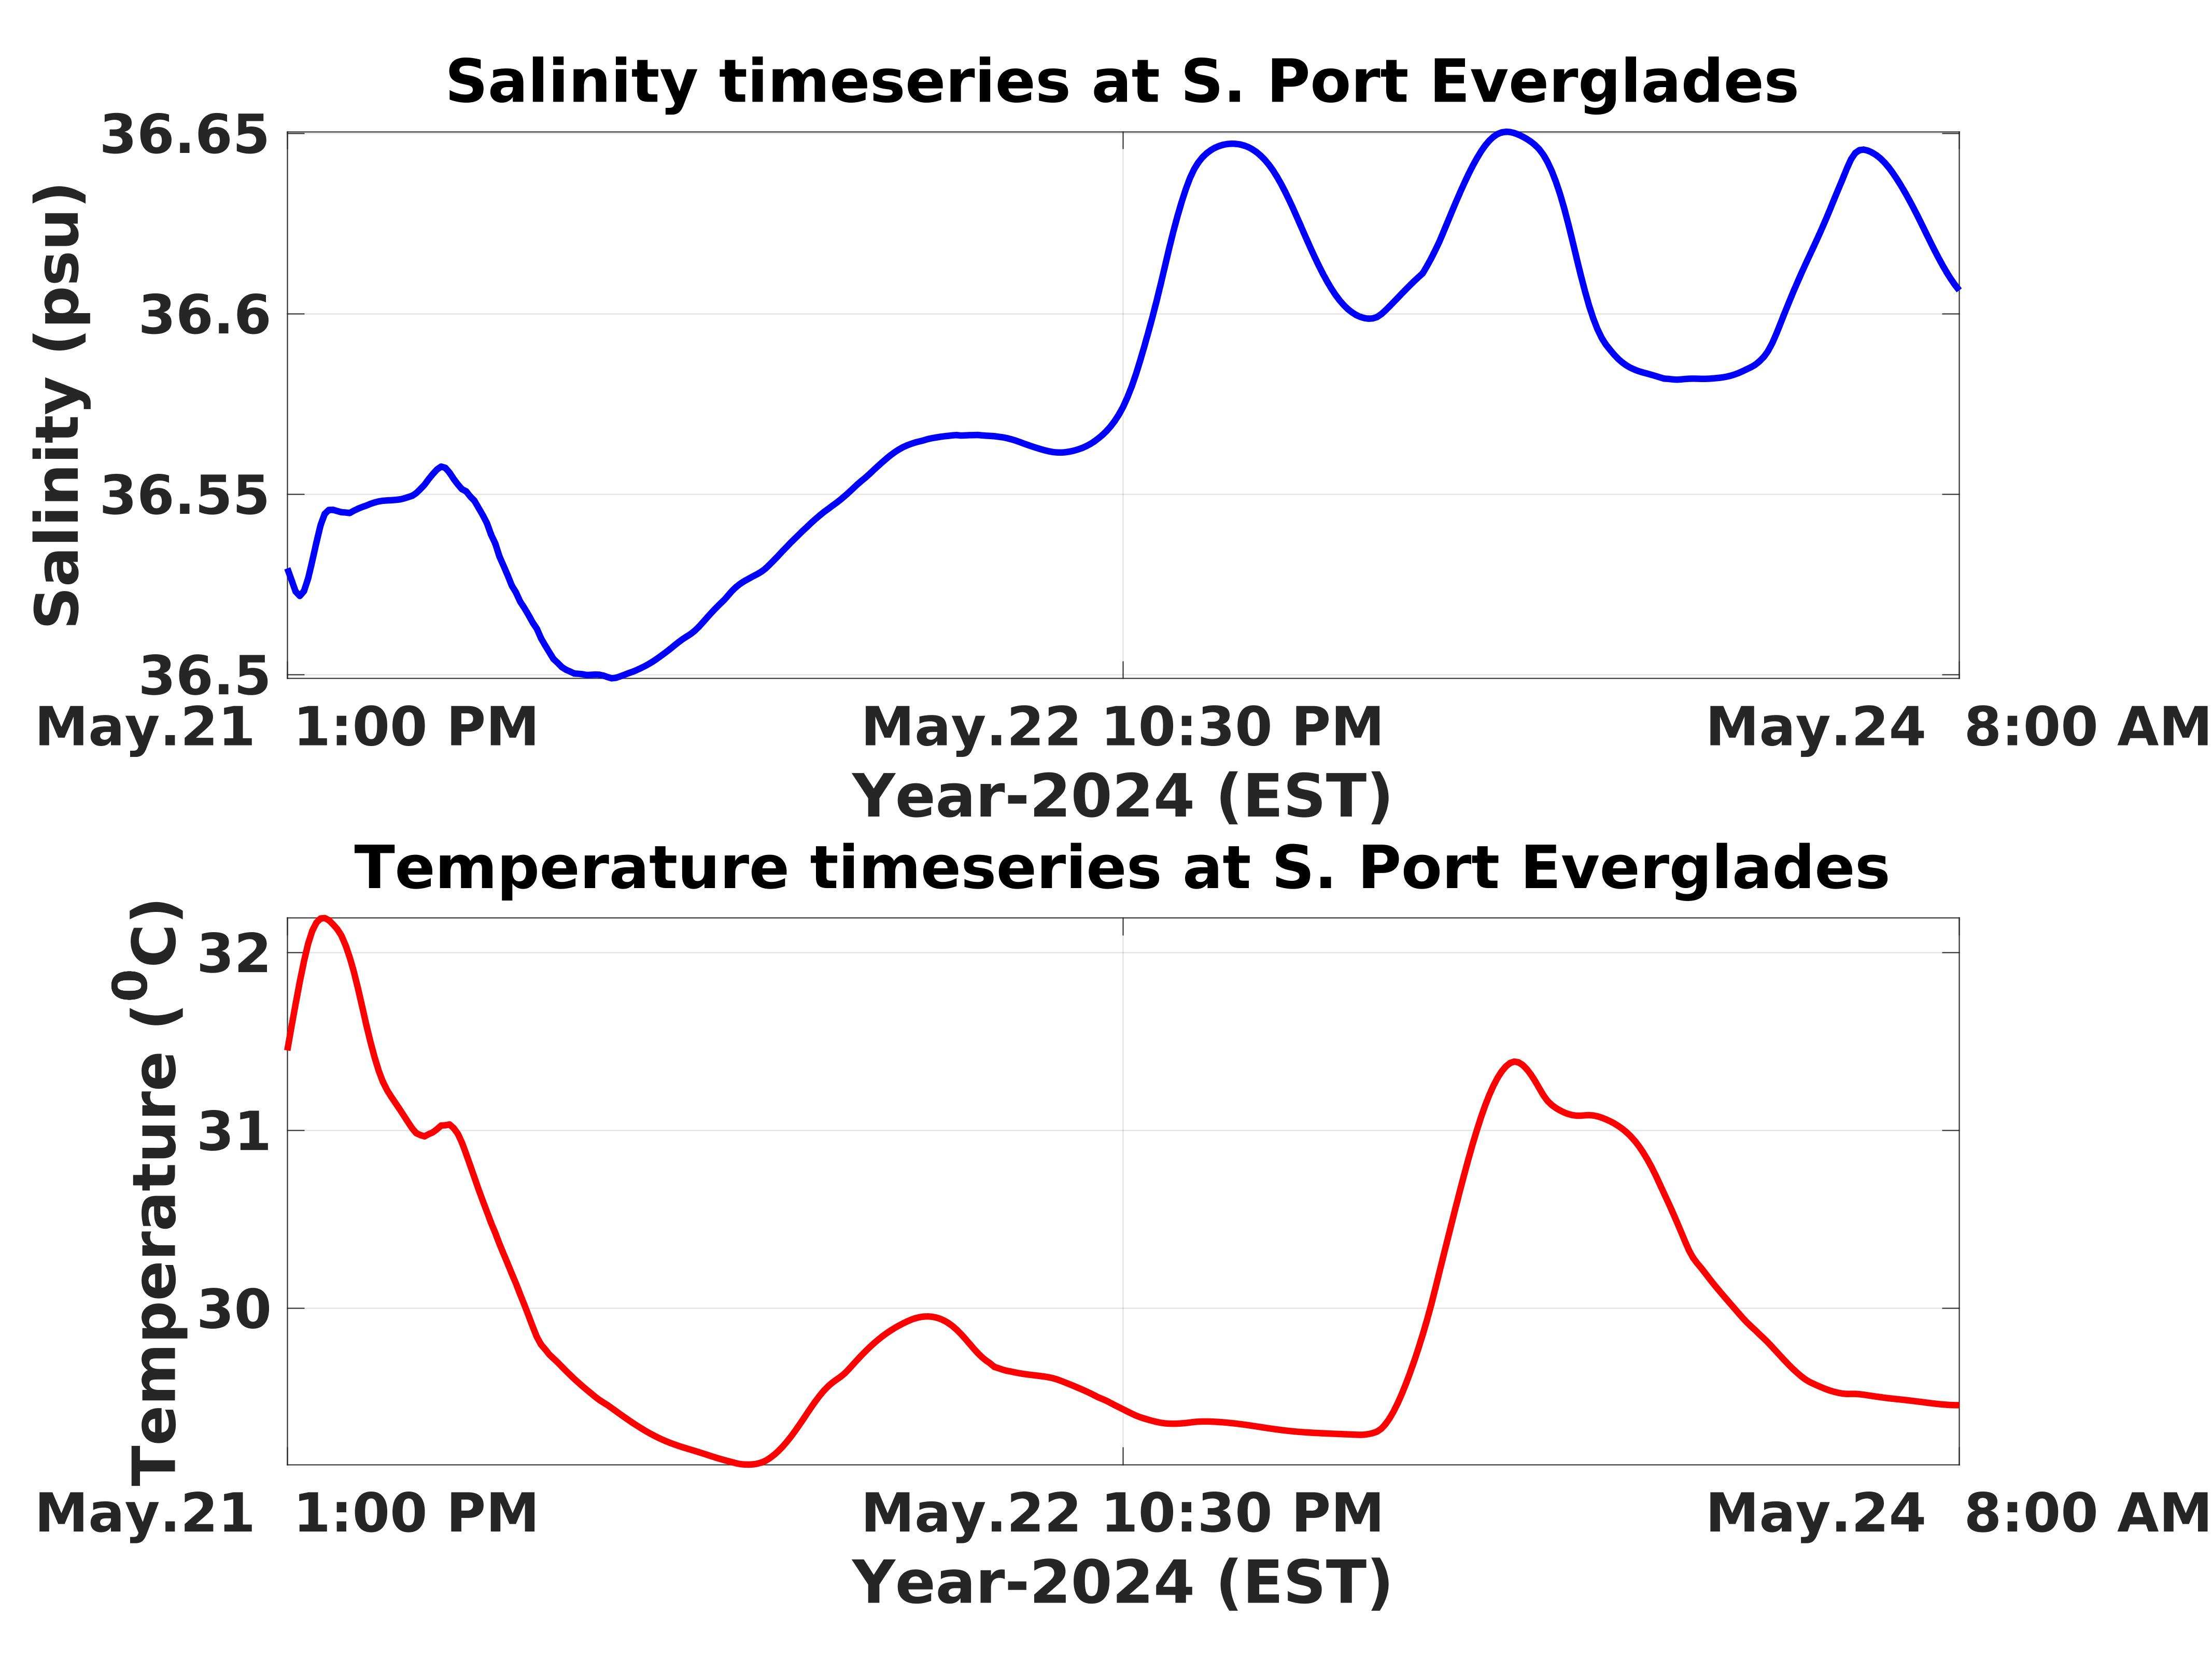 Salinity timeseries at S. Port Everglades
Salinity (psu)
36.65
36.6
36.55
36.5
May.21  1:00 PM
May.22 10:30 PM
May.24  8:00 AM
Year-2024 (EST)
Temperature timeseries at S. Port Everglades
Temperature (⁰C)
32
31
30
May.21  1:00 PM
May.22 10:30 PM
May.24  8:00 AM
Year-2024 (EST)